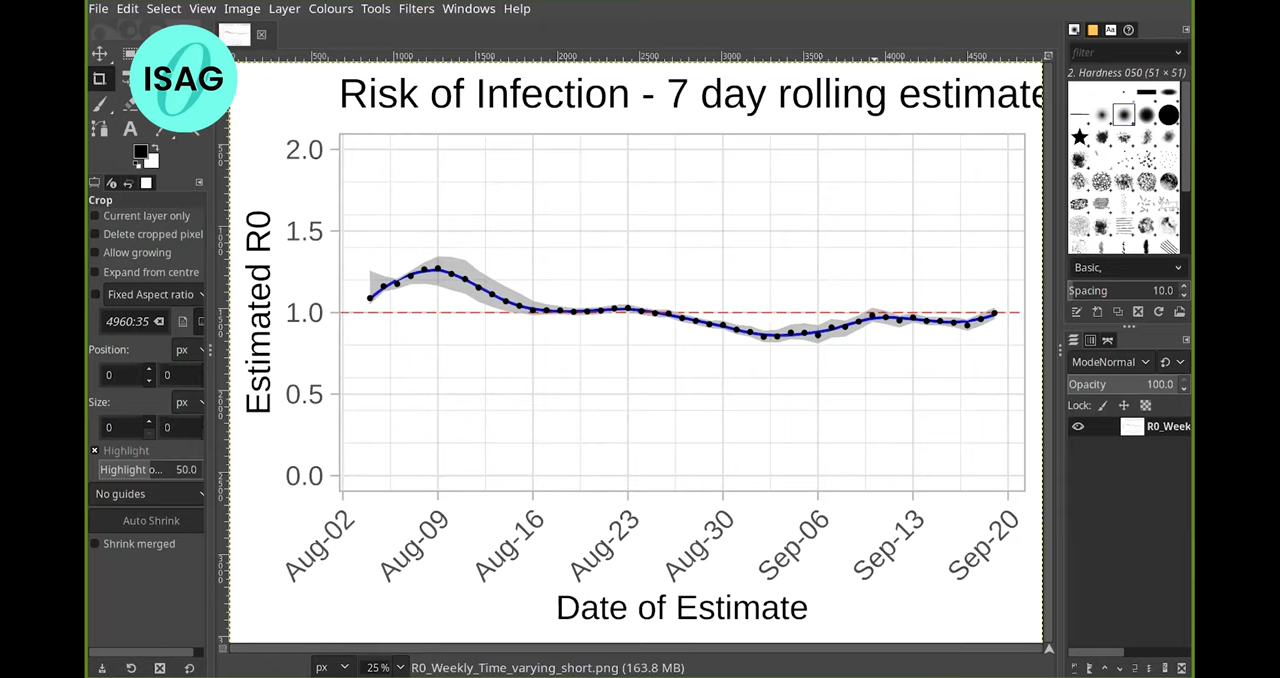 File Edit Select View Image Layer Colours Tools Filters Windows Help
ISAG
500 1000 1500 2000 2500 3000 3500 4000 4500
Risk of Infection - 7 day rolling estimate
Estimated R0
2.0
1.5
1.0
0.5
0.0
Aug-02 Aug-09 Aug-16 Aug-23 Aug-30 Sep-06 Sep-13 Sep-20
Date of Estimate
Crop
Current layer only
Delete cropped pixel
Allow growing
Expand from centre
Fixed Aspect ratio
4960:35
Position: px
0 0
Size: px
0 0
Highlight
Highlight o... 50.0
No guides
Auto Shrink
Shrink merged
px 25 % R0_Weekly_Time_varying_short.png (163.8 MB)
Aa
filter
2. Hardness 050 (51 × 51)
Basic,
Spacing 10.0
Mode Normal
Opacity 100.0
Lock:
R0_Week